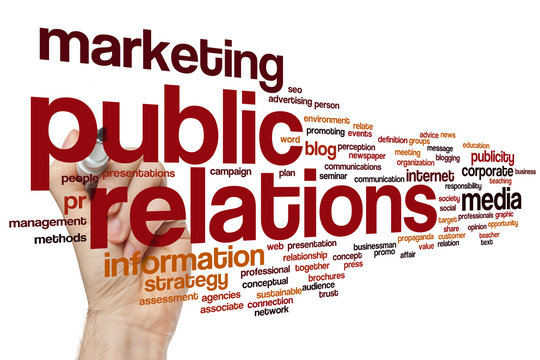 marketing
seo
advertising person
public
environment relate
word promoting events definition groups advice news
blog perception message education
newspaper meeting blogging publicity
people presentations campaign plan communications organization
seminar communication internet corporate business
responsibility teaching
pr relations society media
social
management target professionals graphic
methods share opinion opportunity
web presentation businessman propaganda customer teacher
information relationship concept promo value relation text
strategy professional together press affair
conceptual brochures
assessment agencies sustainable audience
associate connection trust
network